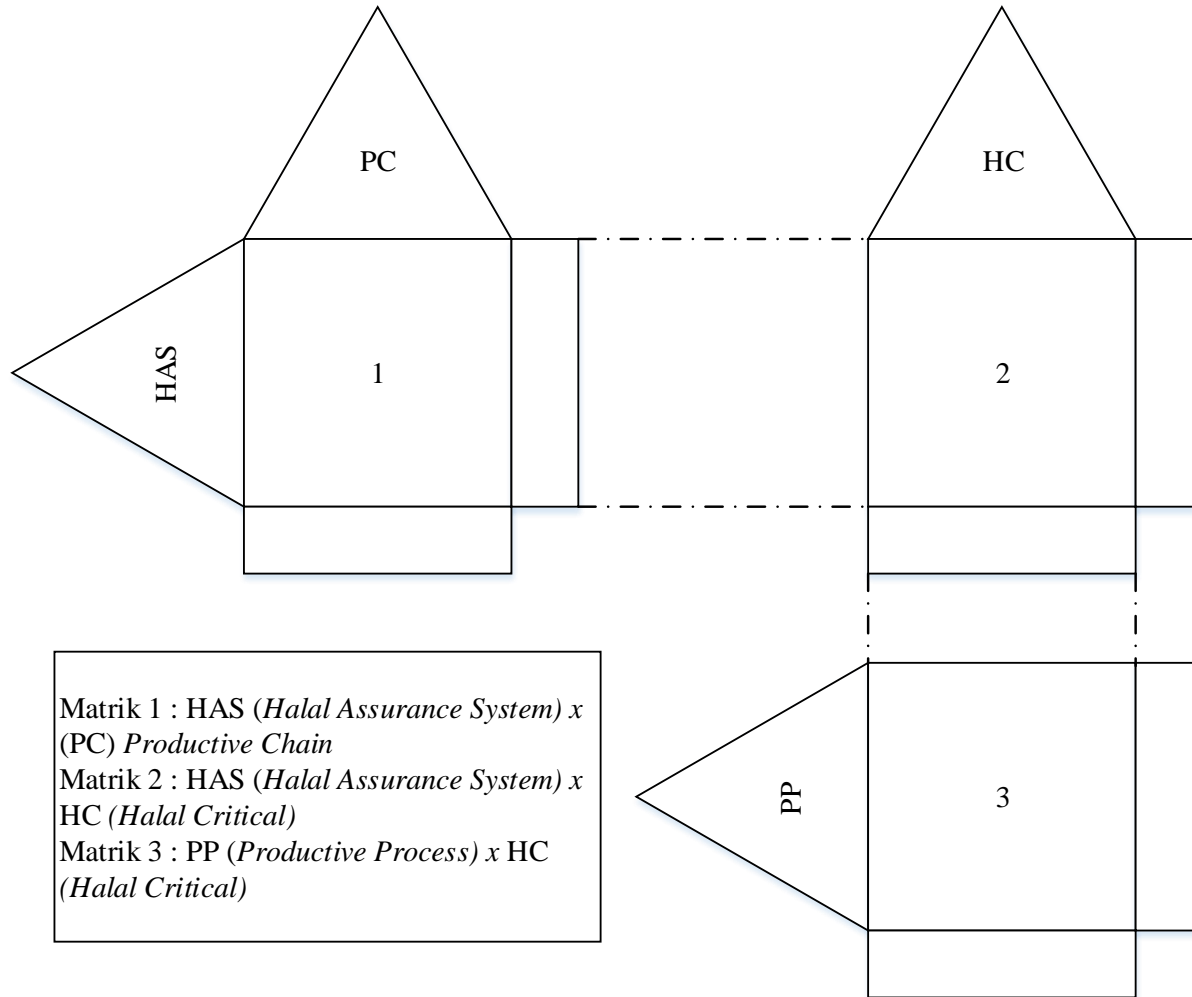 PC
HC
HAS
1
2
Matrik 1 : HAS (Halal Assurance System) x
(PC) Productive Chain
Matrik 2 : HAS (Halal Assurance System) x
HC (Halal Critical)
Matrik 3 : PP (Productive Process) x HC
(Halal Critical)
PP
3